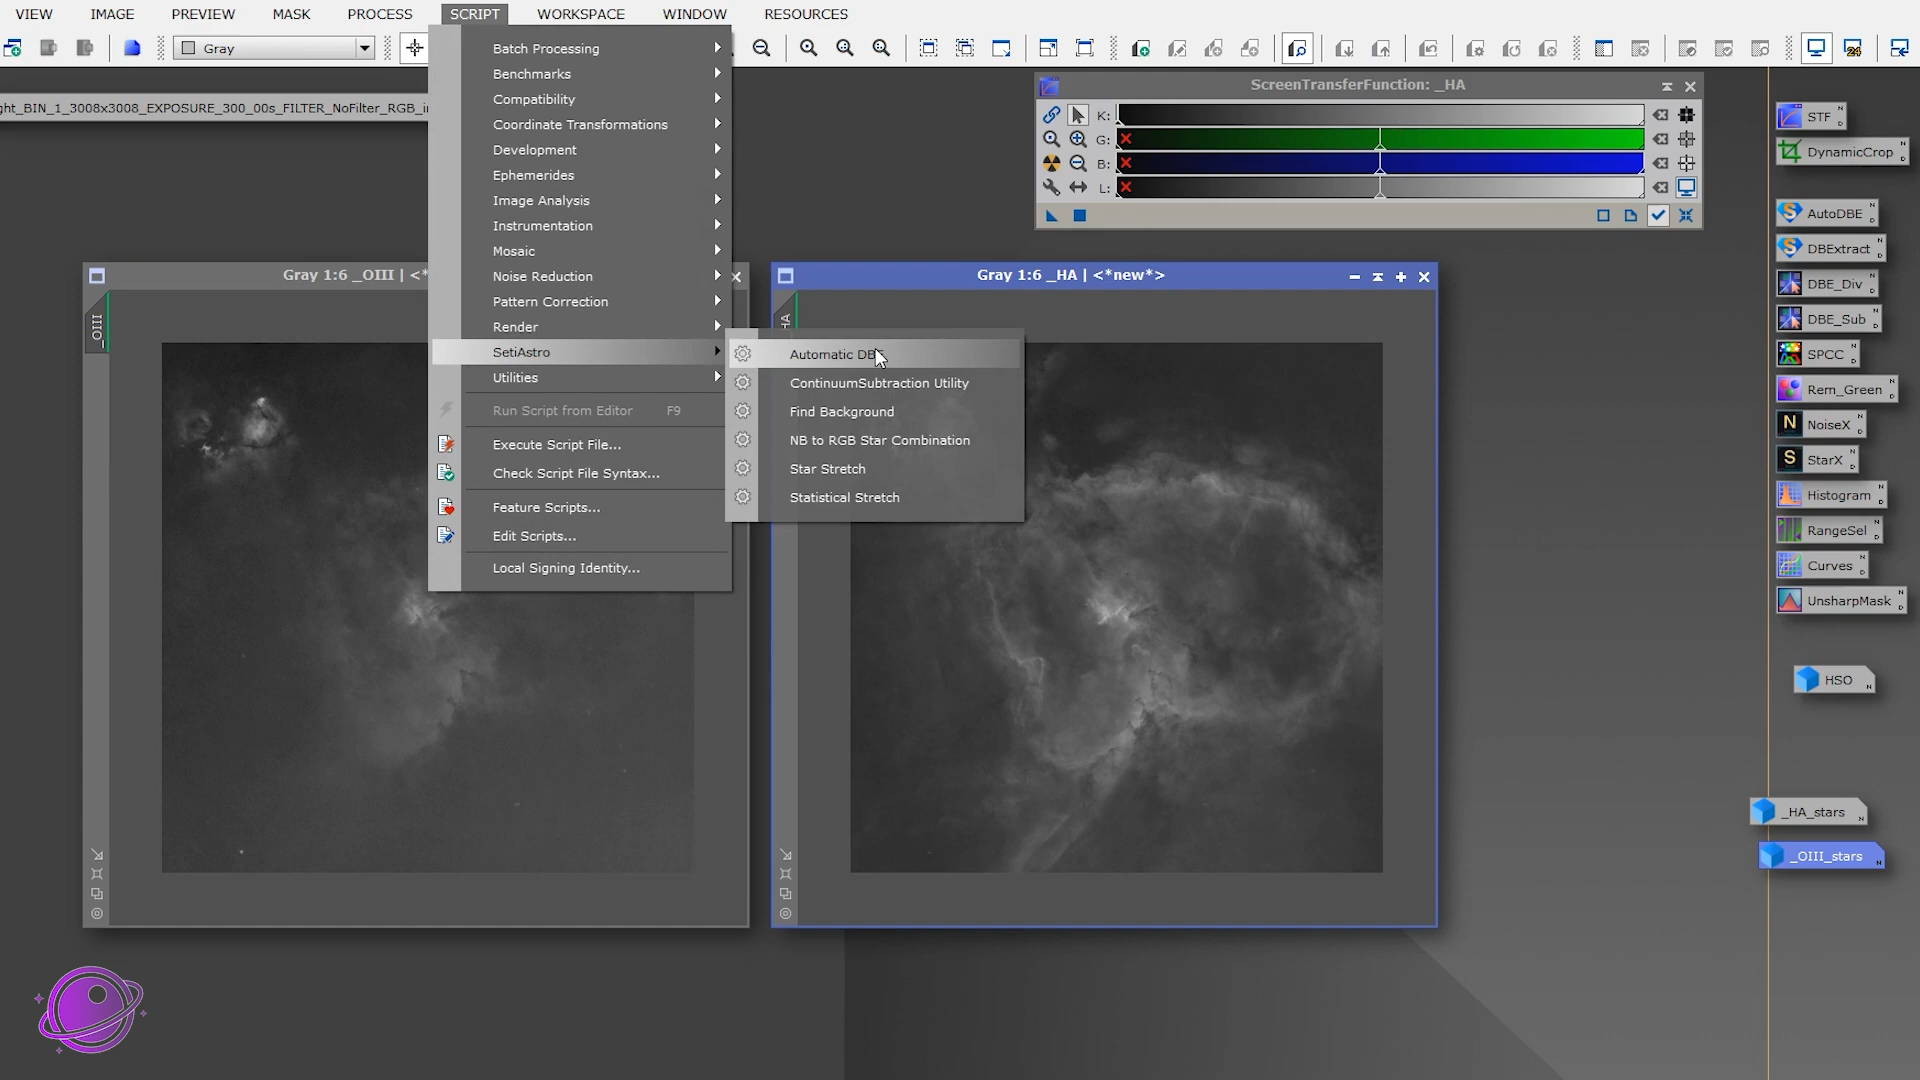 VIEW IMAGE PREVIEW MASK PROCESS SCRIPT WORKSPACE WINDOW RESOURCES
Gray
24
ght_BIN_1_3008x3008_EXPOSURE_300_00s_FILTER_NoFilter_RGB_i
Batch Processing
Benchmarks
Compatibility
Coordinate Transformations
Development
Ephemerides
Image Analysis
Instrumentation
Mosaic
Noise Reduction
Pattern Correction
Render
SetiAstro
Utilities
Run Script from Editor F9
Execute Script File...
Check Script File Syntax...
Feature Scripts...
Edit Scripts...
Local Signing Identity...
Automatic DBE
ContinuumSubtraction Utility
Find Background
NB to RGB Star Combination
Star Stretch
Statistical Stretch
ScreenTransferFunction: _HA
K:
G:
B:
L:
Gray 1:6 _OIII | <*
_OIII
Gray 1:6 _HA | <*new*>
HA
STF
DynamicCrop
AutoDBE
DBExtract
DBE_Div
DBE_Sub
SPCC
Rem_Green
N NoiseX
S StarX
Histogram
RangeSel
Curves
UnsharpMask
HSO
_HA_stars
_OIII_stars